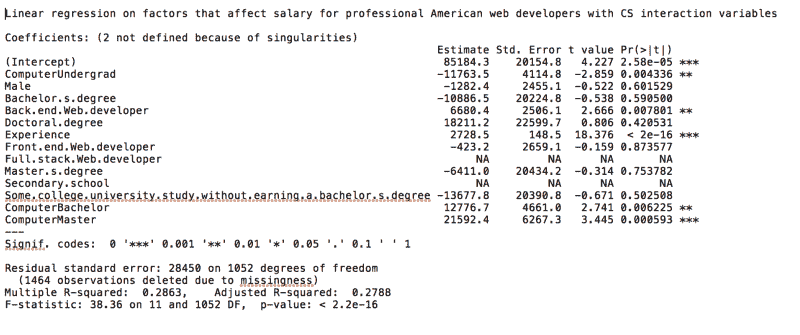 Linear regression on factors that affect salary for professional American web developers with CS interaction variables
Coefficients: (2 not defined because of singularities)
Estimate Std. Error t value Pr(>|t|)
(Intercept) 85184.3 20154.8 4.227 2.58e-05 ***
ComputerUndergrad -11763.5 4114.8 -2.859 0.004336 **
Male -1282.4 2455.1 -0.522 0.601529
Bachelor.s.degree -10886.5 20224.8 -0.538 0.590500
Back.end.Web.developer 6680.4 2506.1 2.666 0.007801 **
Doctoral.degree 18211.2 22599.7 0.806 0.420531
Experience 2728.5 148.5 18.376 < 2e-16 ***
Front.end.Web.developer -423.2 2659.1 -0.159 0.873577
Full.stack.Web.developer NA NA NA NA
Master.s.degree -6411.0 20434.2 -0.314 0.753782
Secondary.school NA NA NA NA
Some.college.university.study.without.earning.a.bachelor.s.degree -13677.8 20390.8 -0.671 0.502508
ComputerBachelor 12776.7 4661.0 2.741 0.006225 **
ComputerMaster 21592.4 6267.3 3.445 0.000593 ***
---
Signif. codes: 0 '***' 0.001 '**' 0.01 '*' 0.05 '.' 0.1 ' ' 1
Residual standard error: 28450 on 1052 degrees of freedom
(1464 observations deleted due to missingness)
Multiple R-squared: 0.2863, Adjusted R-squared: 0.2788
F-statistic: 38.36 on 11 and 1052 DF, p-value: < 2.2e-16